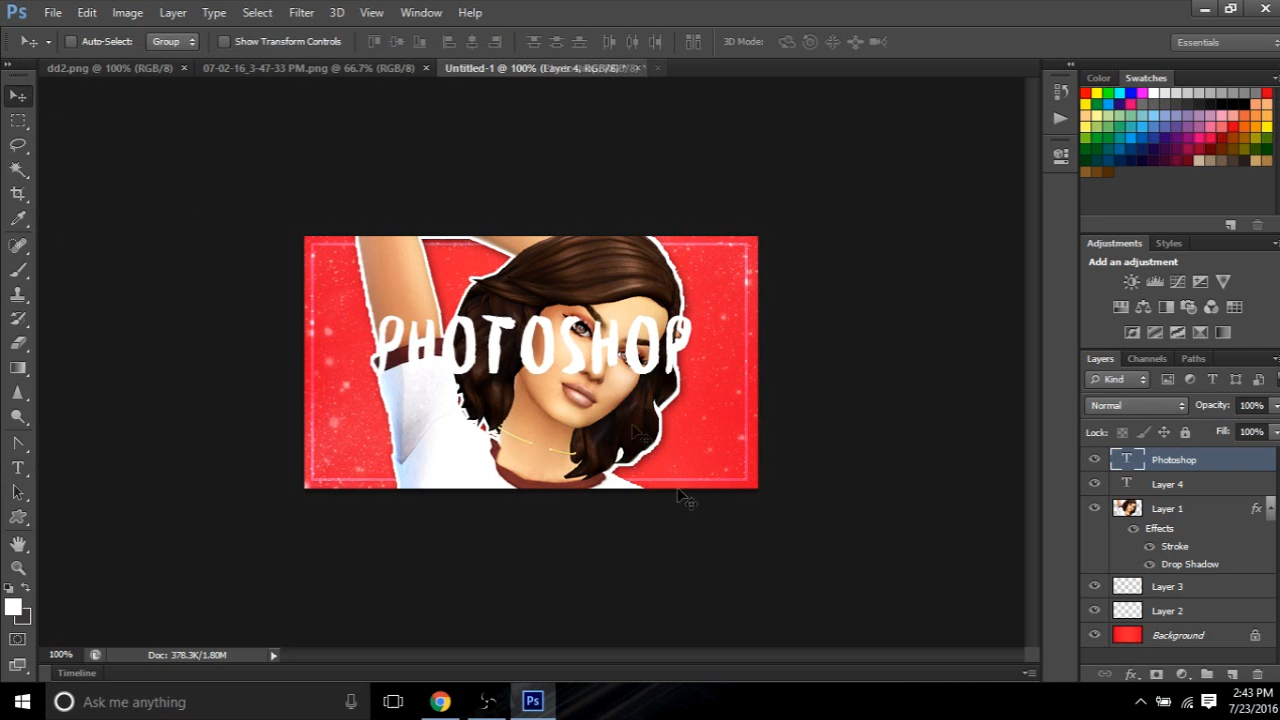 Ps File Edit Image Layer Type Select Filter 3D View Window Help
Auto-Select: Group Show Transform Controls 3D Mode: Essentials
dd2.png @ 100% (RGB/8) × 07-02-16_3-47-33 PM.png @ 66.7% (RGB/8) × Untitled-1 @ 100% (Layer 4, RGB/8)
Color Swatches
Adjustments Styles
Add an adjustment
PHOTOSHOP
Layers Channels Paths
Kind
Normal Opacity: 100%
Lock: Fill: 100%
T Photoshop
T Layer 4
Layer 1 fx
Effects
Stroke
Drop Shadow
Layer 3
Layer 2
Background
100% Doc: 378.3K/1.80M
Timeline
Ask me anything Ps 2:43 PM
7/23/2016